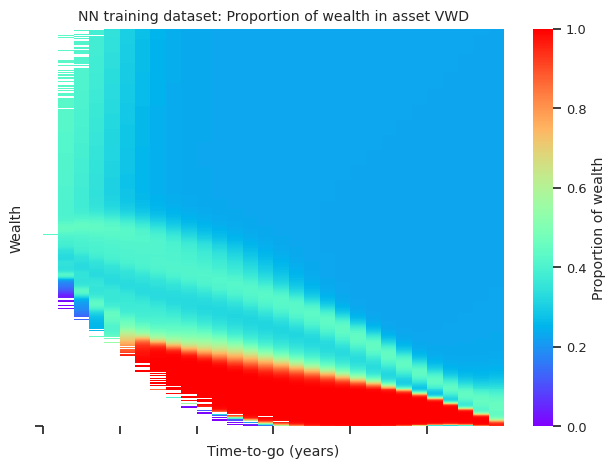 NN training dataset: Proportion of wealth in asset VWD
Wealth
Time-to-go (years)
1.0
0.8
0.6
0.4
0.2
0.0
Proportion of wealth